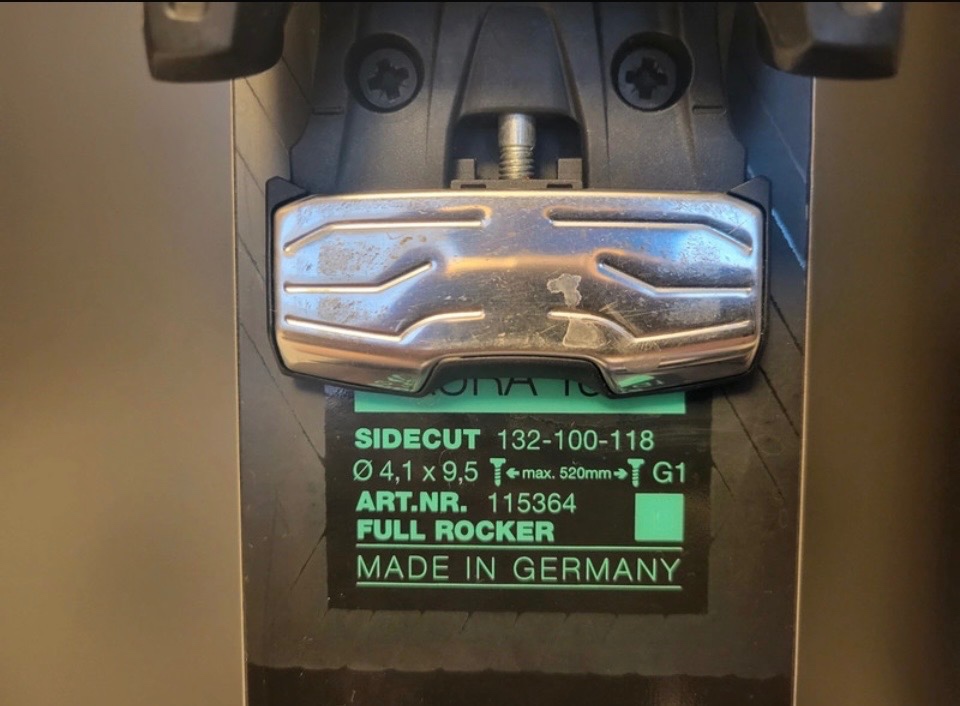 SIDECUT 132-100-118
Ø 4,1 x 9,5 ←max. 520mm→ G1
ART.NR. 115364
FULL ROCKER
MADE IN GERMANY